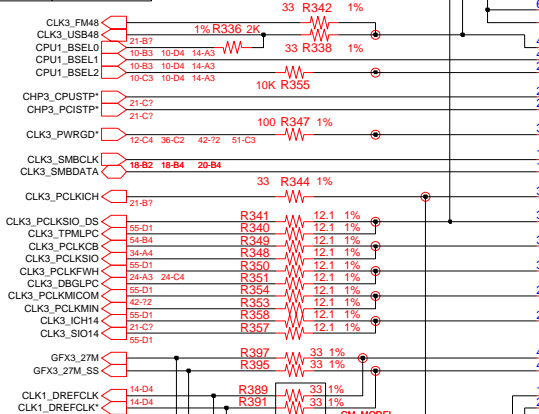 33 R342 1%
CLK3_FM48
1% R336 2K
CLK3_USB48
21-B?
CPU1_BSEL0
33 R338 1%
10-B3 10-D4 14-A3
CPU1_BSEL1
10-B3 10-D4 14-A3
CPU1_BSEL2
10-C3 10-D4 14-A3
10K R355
CHP3_CPUSTP*
21-C?
CHP3_PCISTP*
21-C?
100 R347 1%
CLK3_PWRGD*
12-C4 36-C2 42-?2 51-C3
CLK3_SMBCLK
18-B2 18-B4 20-B4
CLK3_SMBDATA
33 R344 1%
CLK3_PCLKICH
21-B?
CLK3_PCLKSIO_DS R341 12.1 1%
55-D1
CLK3_TPMLPC R340 12.1 1%
54-B4
CLK3_PCLKCB R349 12.1 1%
34-A4
CLK3_PCLKSIO R348 12.1 1%
55-D1
CLK3_PCLKFWH R350 12.1 1%
24-A3 24-C4
CLK3_DBGLPC R351 12.1 1%
55-D1
CLK3_PCLKMICOM R354 12.1 1%
42-?2
CLK3_PCLKMIN R353 12.1 1%
55-D1
CLK3_ICH14 R358 12.1 1%
21-C?
CLK3_SIO14 R357 12.1 1%
55-D1
GFX3_27M R397 33 1%
GFX3_27M_SS R395 33 1%
14-D4
CLK1_DREFCLK R389 33 1%
14-D4
CLK1_DREFCLK* R391 33 1%